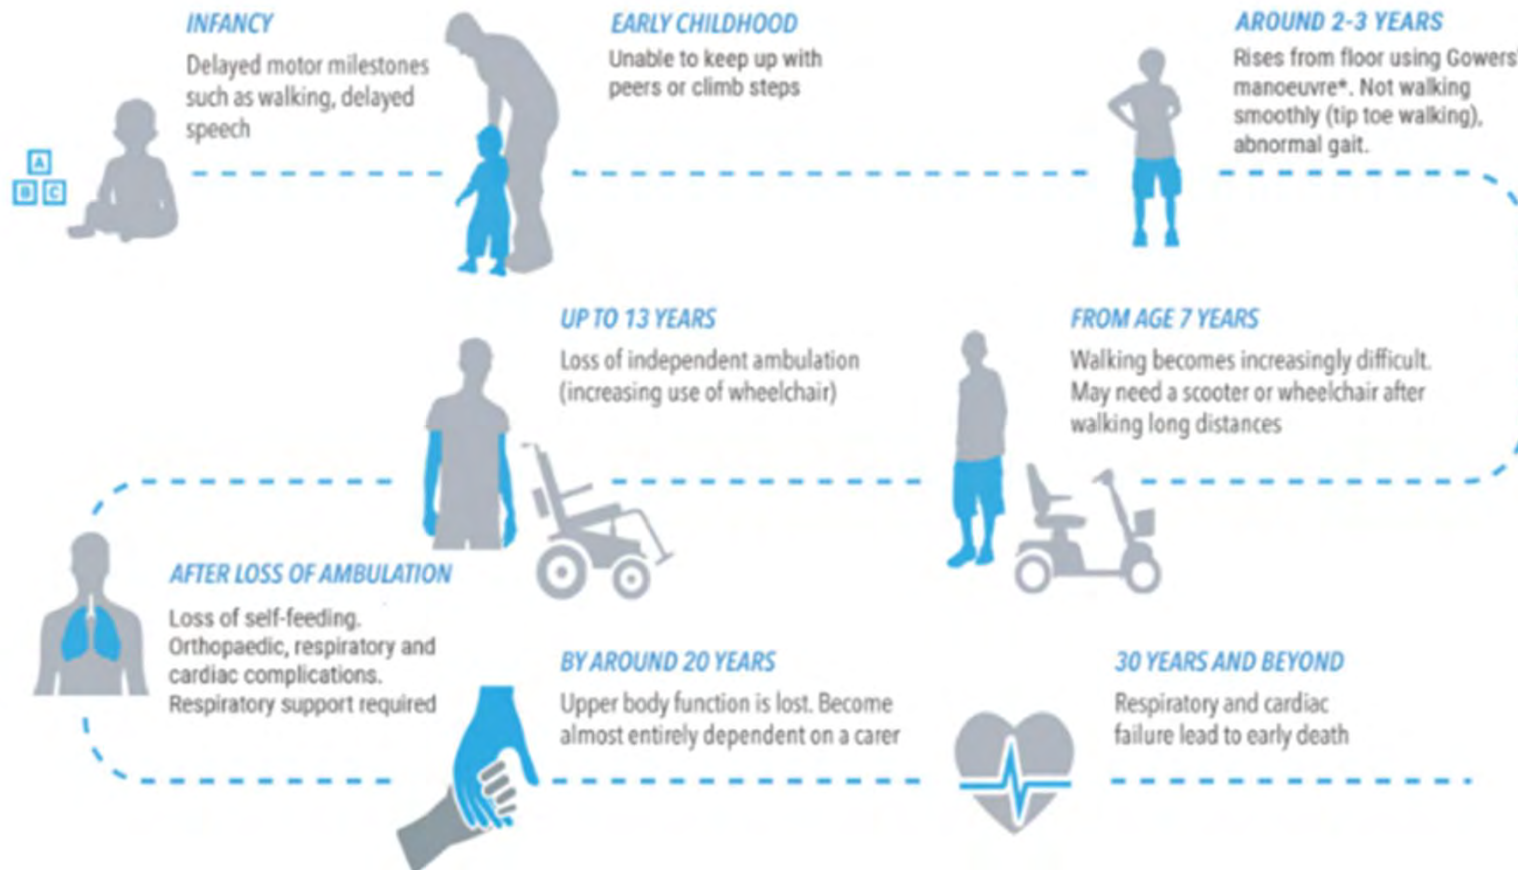 INFANCY
Delayed motor milestones
such as walking, delayed
speech
A
B C
EARLY CHILDHOOD
Unable to keep up with
peers or climb steps
AROUND 2-3 YEARS
Rises from floor using Gowers'
manoeuvre*. Not walking
smoothly (tip toe walking),
abnormal gait.
FROM AGE 7 YEARS
Walking becomes increasingly difficult.
May need a scooter or wheelchair after
walking long distances
UP TO 13 YEARS
Loss of independent ambulation
(increasing use of wheelchair)
AFTER LOSS OF AMBULATION
Loss of self-feeding.
Orthopaedic, respiratory and
cardiac complications.
Respiratory support required
BY AROUND 20 YEARS
Upper body function is lost. Become
almost entirely dependent on a carer
30 YEARS AND BEYOND
Respiratory and cardiac
failure lead to early death